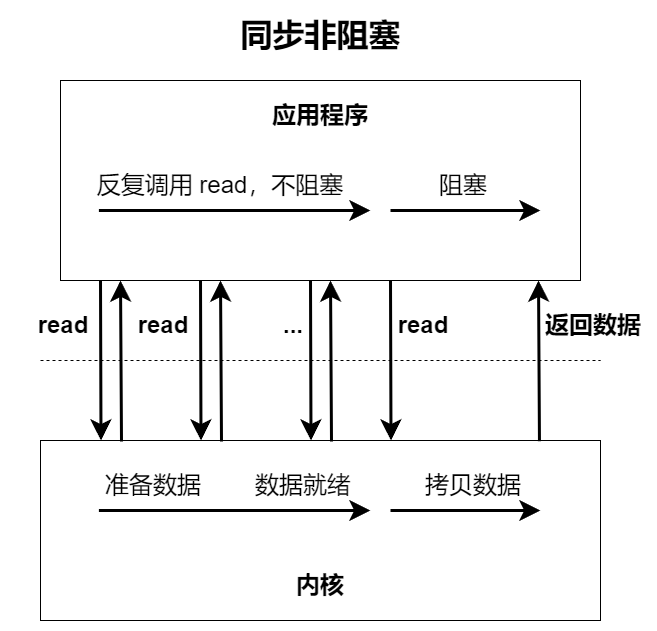 同步非阻塞
应用程序
反复调用 read，不阻塞
阻塞
read
read
...
read
返回数据
准备数据
数据就绪
拷贝数据
内核